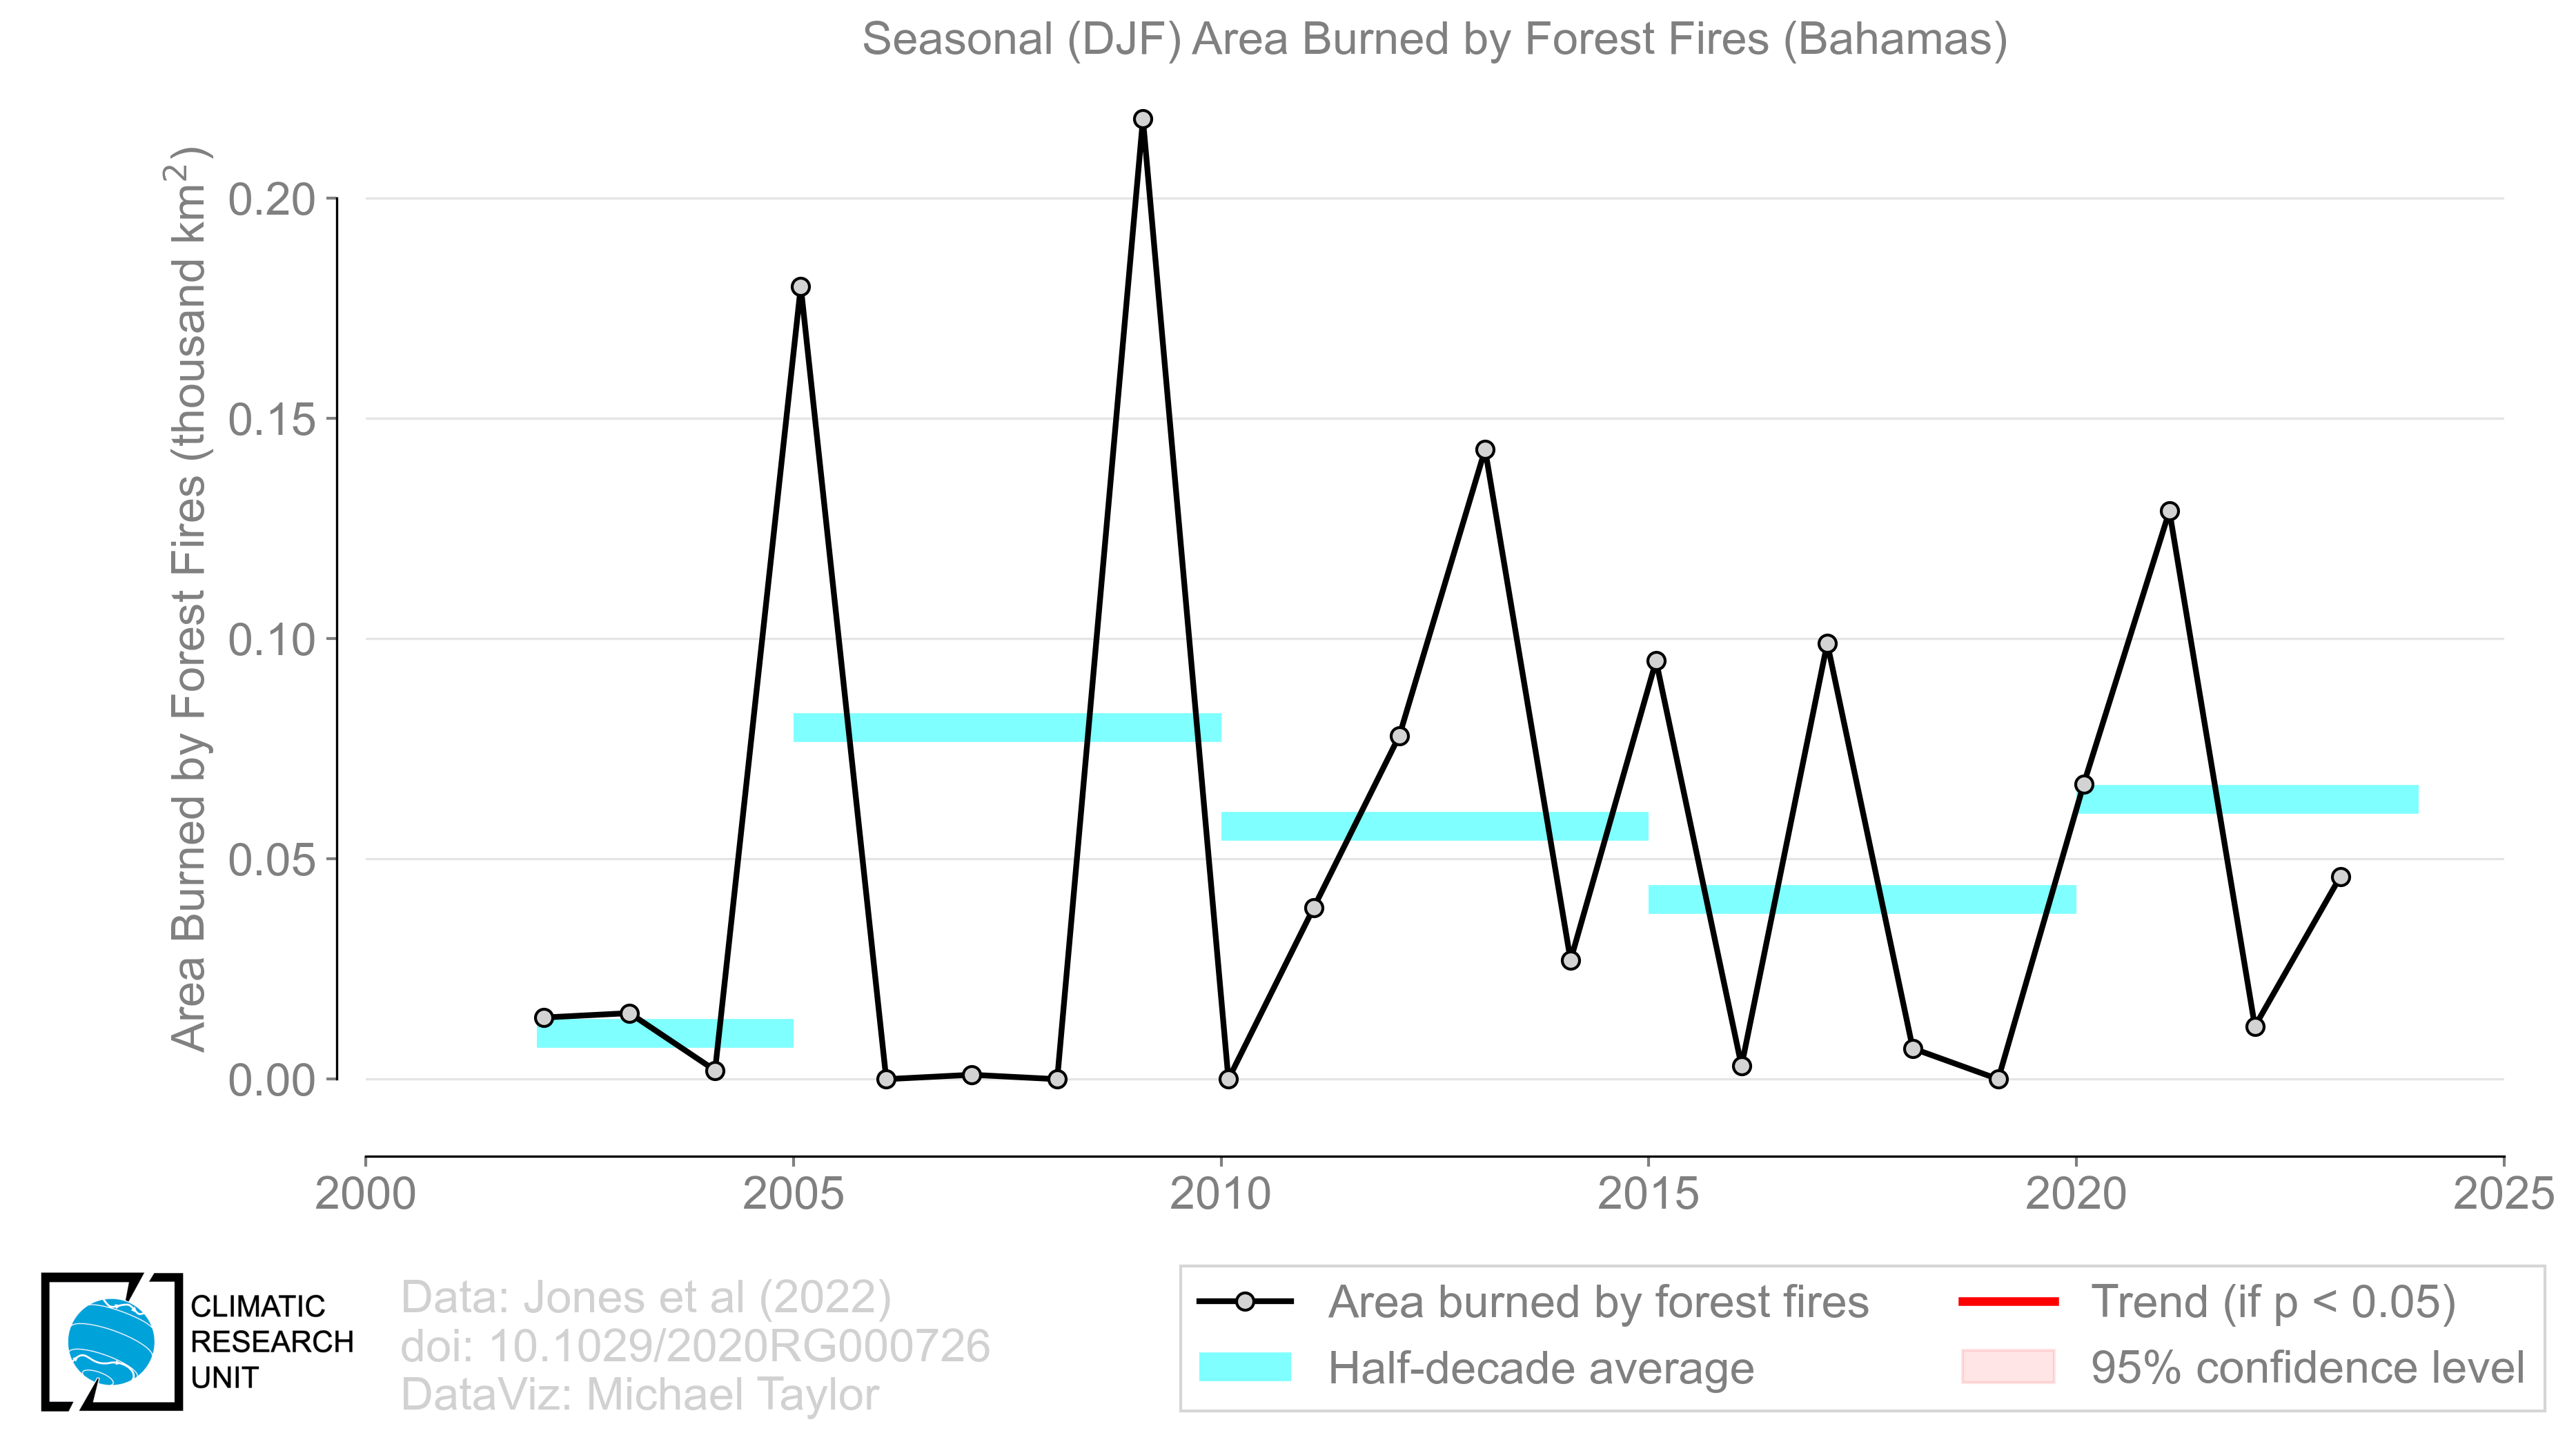 Seasonal (DJF) Area Burned by Forest Fires (Bahamas)
Area Burned by Forest Fires (thousand km²)
0.20
0.15
0.10
0.05
0.00
2000 2005 2010 2015 2020 2025
CLIMATIC
RESEARCH
UNIT
Data: Jones et al (2022)
doi: 10.1029/2020RG000726
DataViz: Michael Taylor
Area burned by forest fires
Half-decade average
Trend (if p < 0.05)
95% confidence level